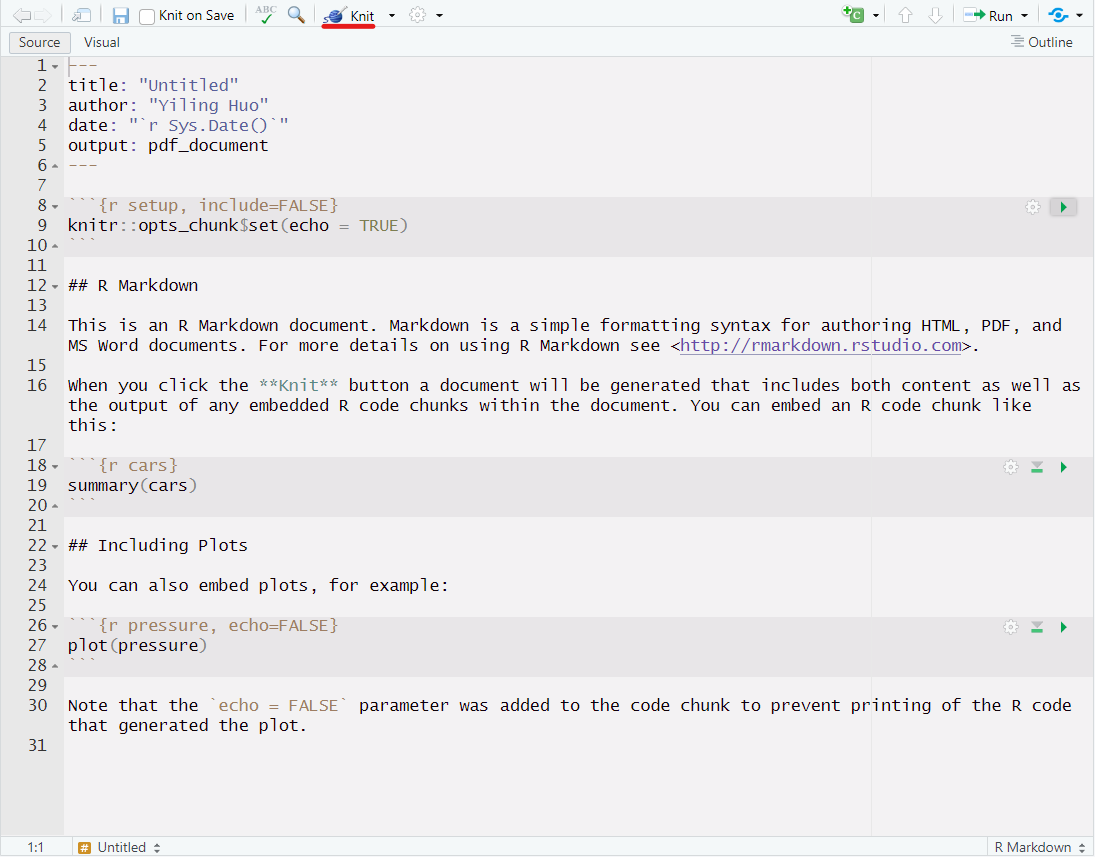 Knit on Save ABC Knit Run
Source Visual Outline
1 ---
2 title: "Untitled"
3 author: "Yiling Huo"
4 date: "`r Sys.Date()`"
5 output: pdf_document
6 ---
7
8 ```{r setup, include=FALSE}
9 knitr::opts_chunk$set(echo = TRUE)
10 ```
11
12 ## R Markdown
13
14 This is an R Markdown document. Markdown is a simple formatting syntax for authoring HTML, PDF, and
MS Word documents. For more details on using R Markdown see <http://rmarkdown.rstudio.com>.
15
16 When you click the **Knit** button a document will be generated that includes both content as well as
the output of any embedded R code chunks within the document. You can embed an R code chunk like
this:
17
18 ```{r cars}
19 summary(cars)
20 ```
21
22 ## Including Plots
23
24 You can also embed plots, for example:
25
26 ```{r pressure, echo=FALSE}
27 plot(pressure)
28 ```
29
30 Note that the `echo = FALSE` parameter was added to the code chunk to prevent printing of the R code
that generated the plot.
31
1:1 # Untitled R Markdown